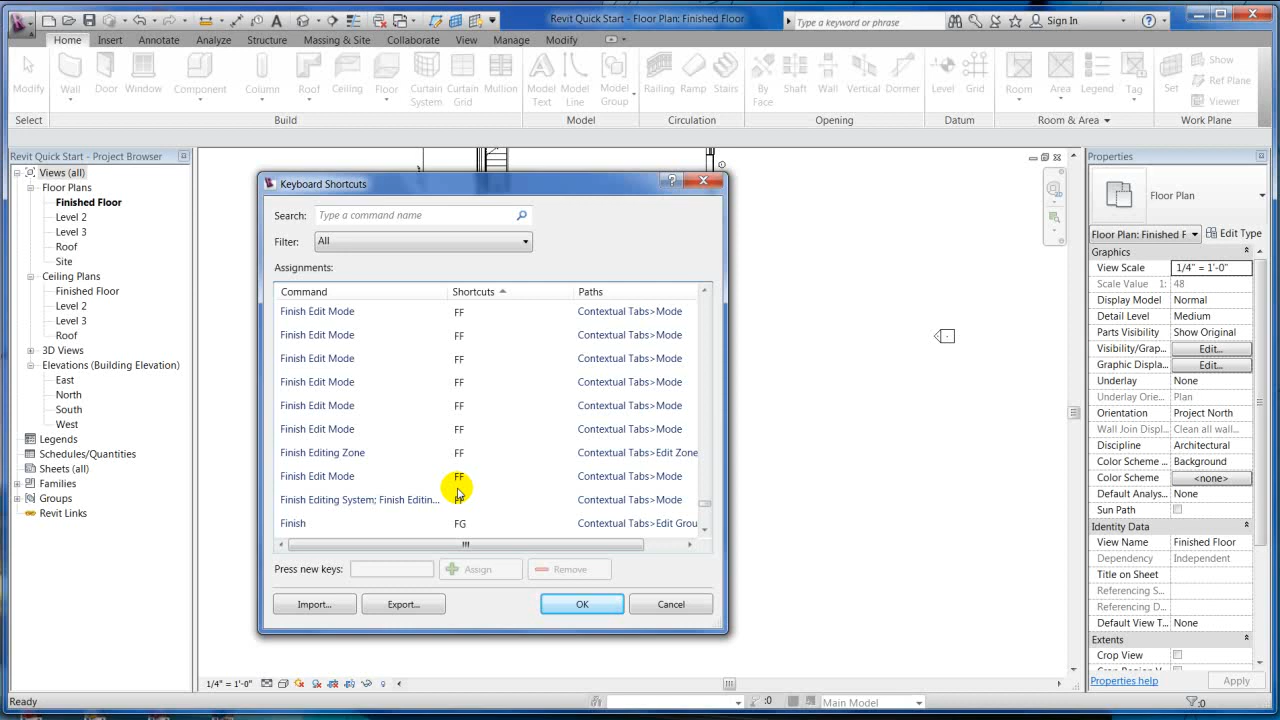 Revit Quick Start - Floor Plan: Finished Floor
Type a keyword or phrase
Sign In
Home Insert Annotate Analyze Structure Massing & Site Collaborate View Manage Modify
Modify Wall Door Window Component Column Roof Ceiling Floor Curtain System Curtain Grid Mullion Model Text Model Line Model Group Railing Ramp Stairs By Face Shaft Wall Vertical Dormer Level Grid Room Area Legend Tag Set Show
Ref Plane
Viewer
Select Build Model Circulation Opening Datum Room & Area Work Plane
Revit Quick Start - Project Browser
Views (all)
Floor Plans
Finished Floor
Level 2
Level 3
Roof
Site
Ceiling Plans
Finished Floor
Level 2
Level 3
Roof
3D Views
Elevations (Building Elevation)
East
North
South
West
Legends
Schedules/Quantities
Sheets (all)
Families
Groups
Revit Links
Keyboard Shortcuts
Search: Type a command name
Filter: All
Assignments:
Command Shortcuts Paths
Finish Edit Mode FF Contextual Tabs>Mode
Finish Edit Mode FF Contextual Tabs>Mode
Finish Edit Mode FF Contextual Tabs>Mode
Finish Edit Mode FF Contextual Tabs>Mode
Finish Edit Mode FF Contextual Tabs>Mode
Finish Edit Mode FF Contextual Tabs>Mode
Finish Editing Zone FF Contextual Tabs>Edit Zone
Finish Edit Mode FF Contextual Tabs>Mode
Finish Editing System; Finish Editin... FF Contextual Tabs>Mode
Finish FG Contextual Tabs>Edit Grou
Press new keys: Assign Remove
Import... Export... OK Cancel
Properties
Floor Plan
Floor Plan: Finished F Edit Type
Graphics
View Scale 1/4" = 1'-0"
Scale Value 1: 48
Display Model Normal
Detail Level Medium
Parts Visibility Show Original
Visibility/Grap... Edit...
Graphic Displa... Edit...
Underlay None
Underlay Orie... Plan
Orientation Project North
Wall Join Displ... Clean all wall...
Discipline Architectural
Color Scheme ... Background
Color Scheme <none>
Default Analys... None
Sun Path
Identity Data
View Name Finished Floor
Dependency Independent
Title on Sheet
Referencing S...
Referencing D...
Default View T... None
Extents
Crop View
Properties help Apply
1/4" = 1'-0"
Ready :0 Main Model :0